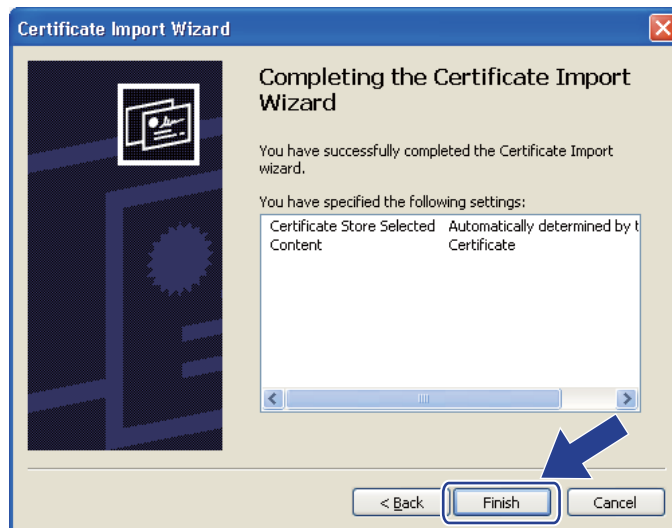 Certificate Import Wizard
Completing the Certificate Import
Wizard
You have successfully completed the Certificate Import
wizard.
You have specified the following settings:
Certificate Store Selected Automatically determined by t
Content Certificate
< Back Finish Cancel